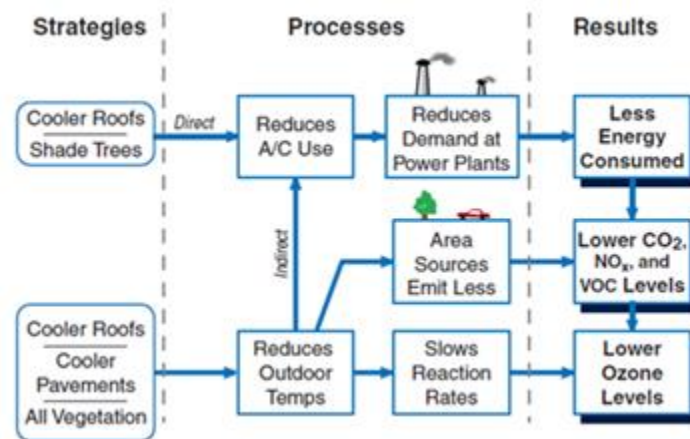 Strategies
Processes
Results
Cooler Roofs
Shade Trees
Direct
Reduces
A/C Use
Reduces
Demand at
Power Plants
Less
Energy
Consumed
Indirect
Area
Sources
Emit Less
Lower CO2,
NOx, and
VOC Levels
Cooler Roofs
Cooler
Pavements
All Vegetation
Reduces
Outdoor
Temps
Slows
Reaction
Rates
Lower
Ozone
Levels